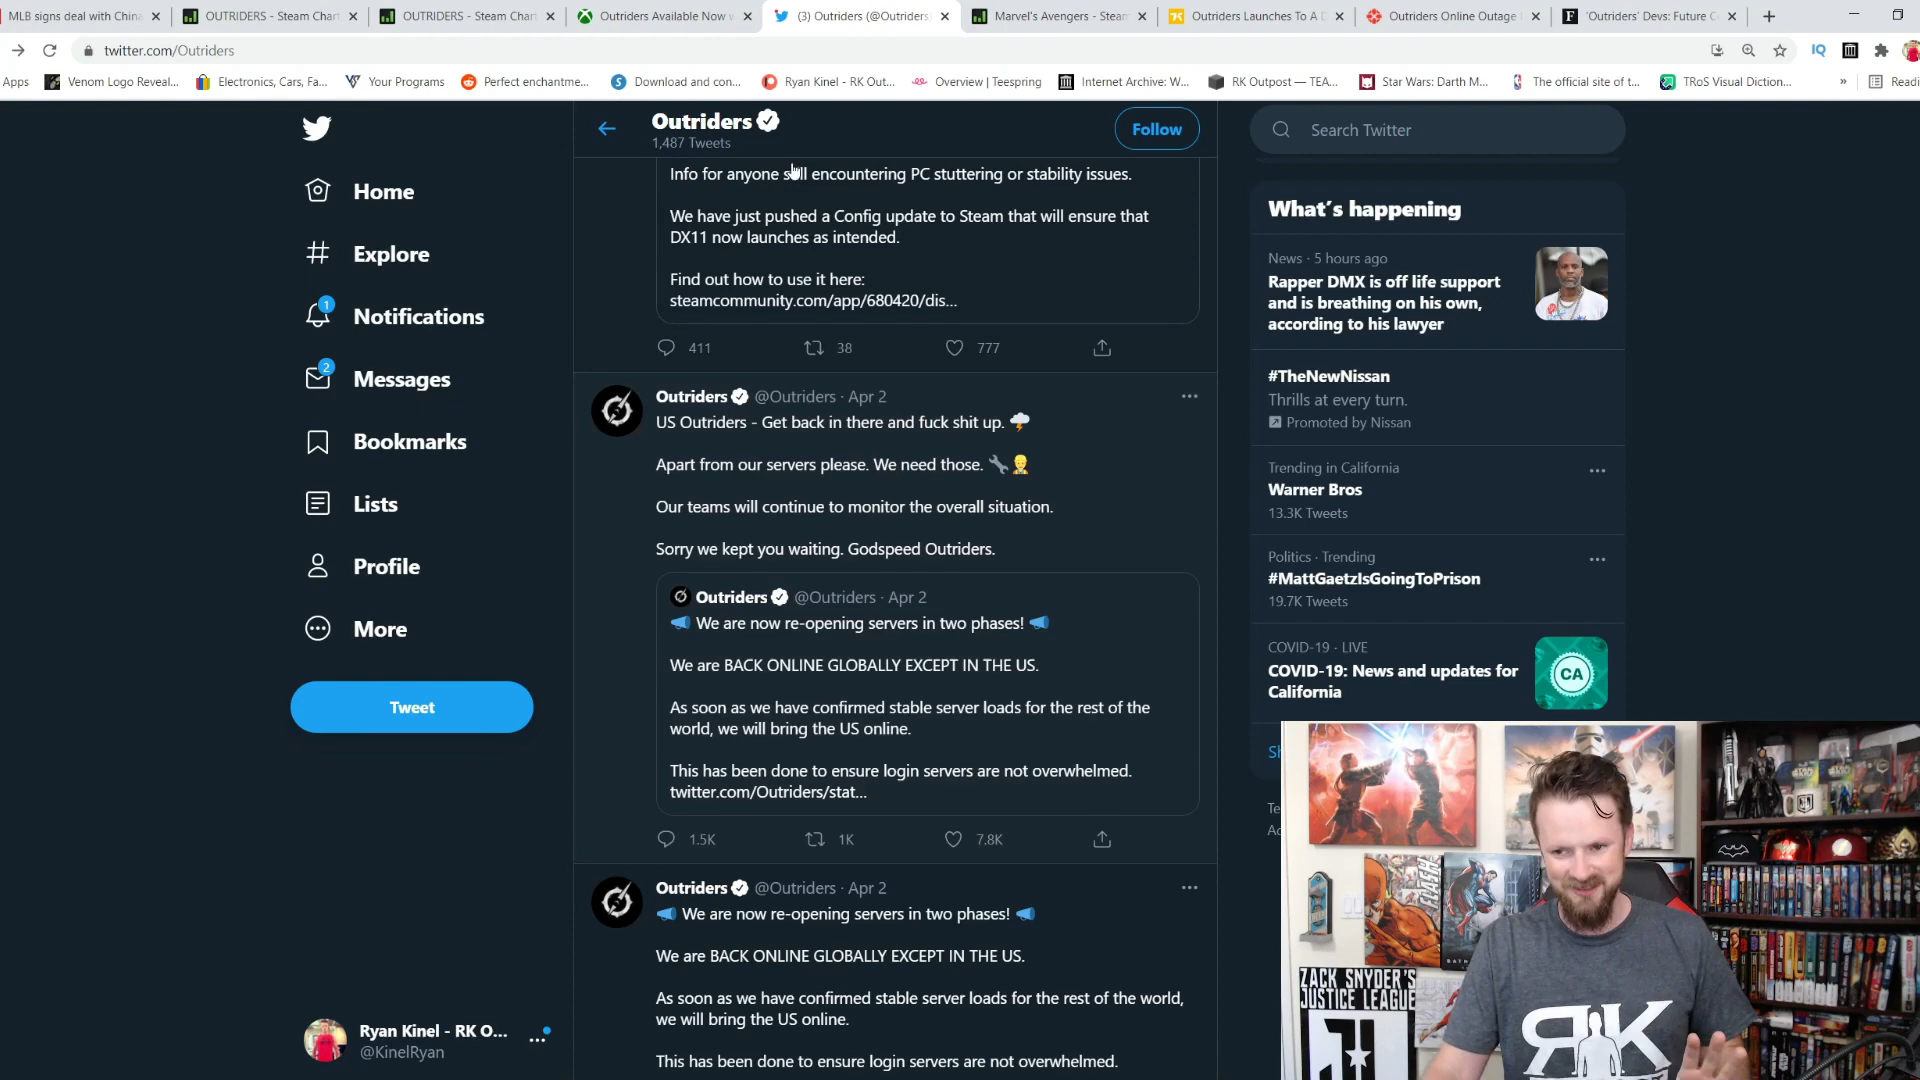 MLB signs deal with China
OUTRIDERS - Steam Char
OUTRIDERS - Steam Char
Outriders Available Now
(3) Outriders (@Outriders
Marvel's Avengers - Steam
Outriders Launches To A D
Outriders Online Outage
'Outriders' Devs: Future C
twitter.com/Outriders
IQ
Apps
Venom Logo Reveal...
Electronics, Cars, Fa...
Your Programs
Perfect enchantme...
Download and con...
Ryan Kinel - RK Out...
Overview | Teespring
Internet Archive: W...
RK Outpost — TEA...
Star Wars: Darth M...
The official site of t...
TRoS Visual Diction...
»
Readi
Home
Explore
1
Notifications
2
Messages
Bookmarks
Lists
Profile
More
Tweet
Ryan Kinel - RK O...
@KinelRyan
Outriders
1,487 Tweets
Follow
Info for anyone still encountering PC stuttering or stability issues.
We have just pushed a Config update to Steam that will ensure that
DX11 now launches as intended.
Find out how to use it here:
steamcommunity.com/app/680420/dis...
411 38 777
Outriders @Outriders · Apr 2
US Outriders - Get back in there and fuck shit up. 🌩️
Apart from our servers please. We need those. 🔧👷
Our teams will continue to monitor the overall situation.
Sorry we kept you waiting. Godspeed Outriders.
Outriders @Outriders · Apr 2
📣 We are now re-opening servers in two phases! 📣
We are BACK ONLINE GLOBALLY EXCEPT IN THE US.
As soon as we have confirmed stable server loads for the rest of the
world, we will bring the US online.
This has been done to ensure login servers are not overwhelmed.
twitter.com/Outriders/stat...
1.5K 1K 7.8K
Outriders @Outriders · Apr 2
📣 We are now re-opening servers in two phases! 📣
We are BACK ONLINE GLOBALLY EXCEPT IN THE US.
As soon as we have confirmed stable server loads for the rest of the world,
we will bring the US online.
This has been done to ensure login servers are not overwhelmed.
Search Twitter
What's happening
News · 5 hours ago
Rapper DMX is off life support
and is breathing on his own,
according to his lawyer
#TheNewNissan
Thrills at every turn.
Promoted by Nissan
Trending in California
Warner Bros
13.3K Tweets
Politics · Trending
#MattGaetzIsGoingToPrison
19.7K Tweets
COVID-19 · LIVE
COVID-19: News and updates for
California
CA
Sh
Te
Ac
ZACK SNYDER'S
JUSTICE LEAGUE
RK